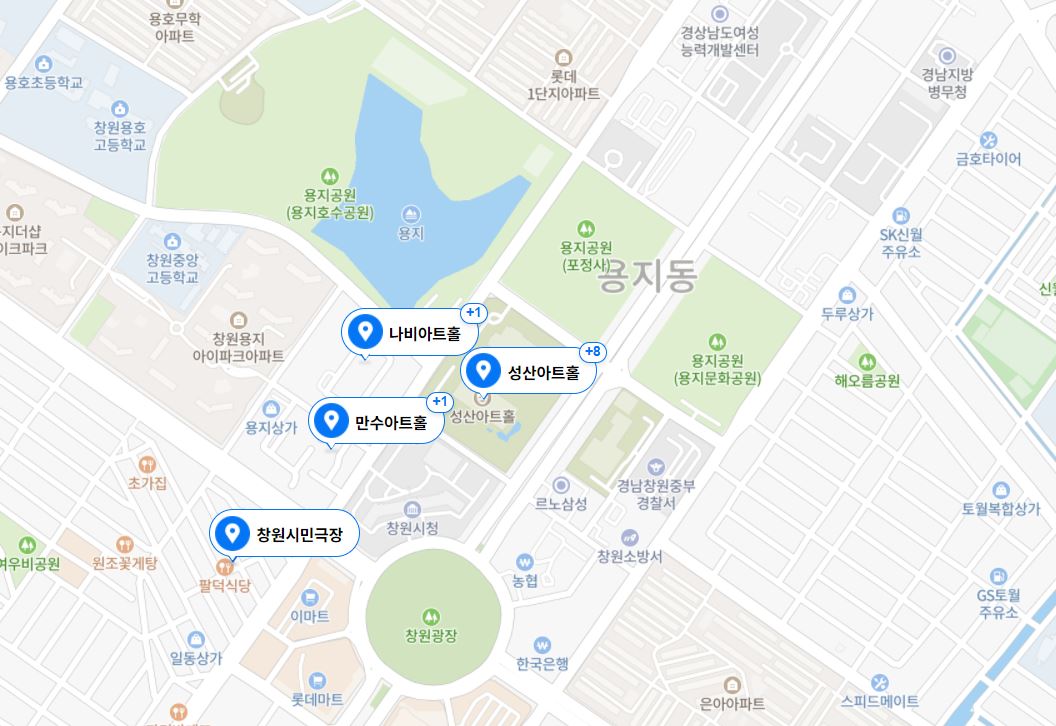 용호무학
아파트
경상남도여성
능력개발센터
용호초등학교
롯데
1단지아파트
경남지방
병무청
창원용호
고등학교
금호타이어
용지공원
(용지호수공원)
용지
지더샵
이크파크
창원중앙
고등학교
용지공원
(포정사)
용지동
SK신월
주유소
신월
두루상가
창원용지
아이파크아파트
나비아트홀
+1
성산아트홀
+8
용지공원
(용지문화공원)
해오름공원
만수아트홀
+1
성산아트홀
용지상가
초가집
경남창원중부
경찰서
르노삼성
창원시청
토월복합상가
창원시민극장
여우비공원
원조꽃게탕
팔덕식당
창원소방서
농협
GS토월
주유소
이마트
창원광장
일동상가
한국은행
롯데마트
은아아파트
스피드메이트